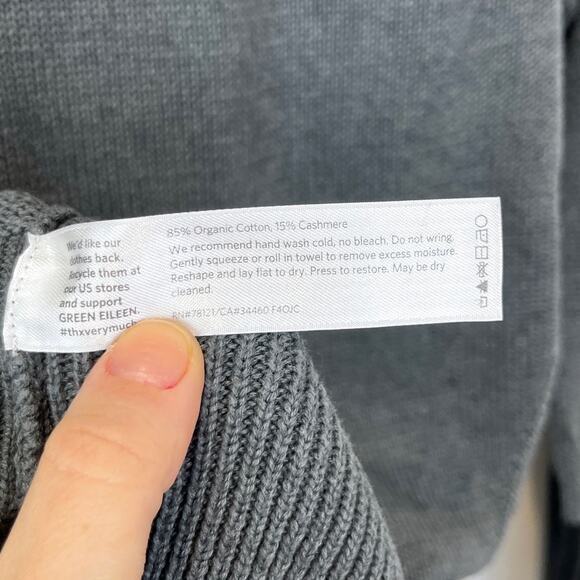 We'd like our
clothes back.
Recycle them at
our US stores
and support
GREEN EILEEN.
#thxverymuch
85% Organic Cotton, 15% Cashmere
We recommend hand wash cold, no bleach. Do not wring.
Gently squeeze or roll in towel to remove excess moisture.
Reshape and lay flat to dry. Press to restore. May be dry
cleaned.
RN#78121/CA#34460 F4OJC